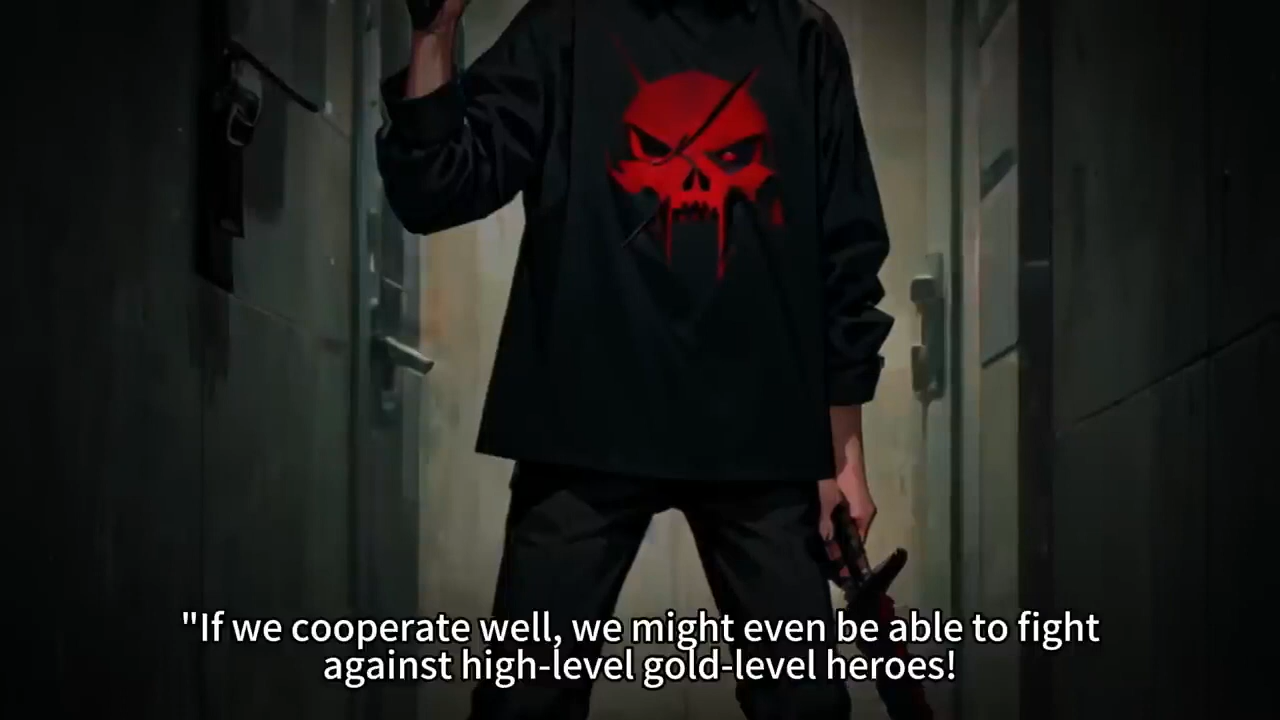 "If we cooperate well, we might even be able to fight
against high-level gold-level heroes!